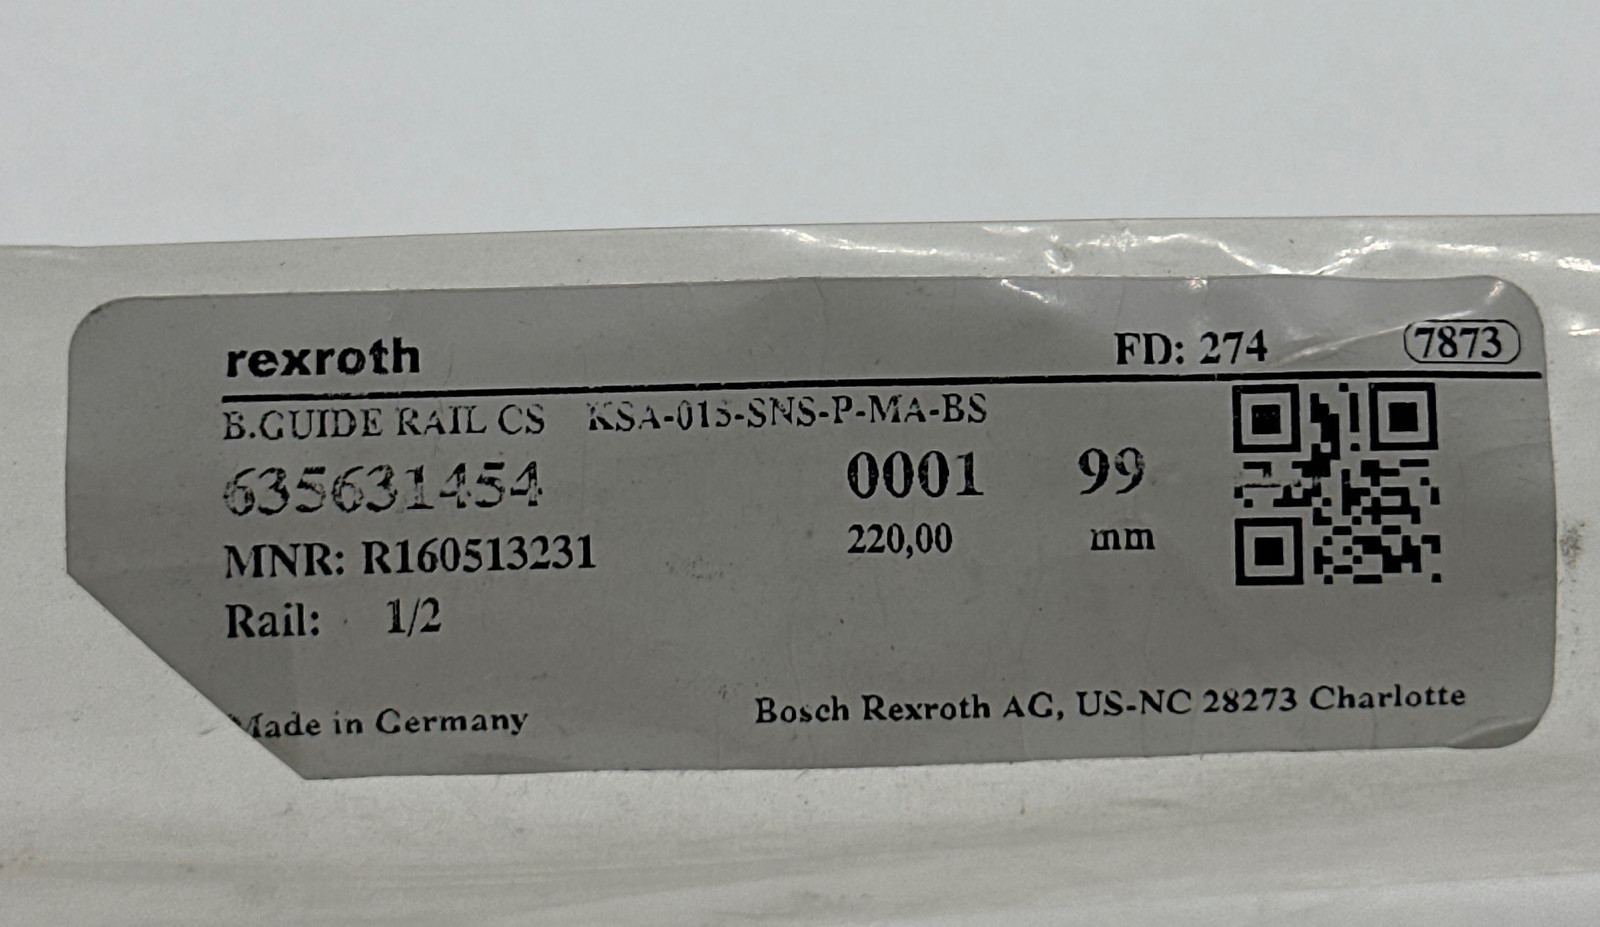 rexroth FD: 274 7873
B.GUIDE RAIL CS KSA-015-SNS-P-MA-BS
635631454 0001 99
MNR: R160513231 220,00 mm
Rail: 1/2
Made in Germany Bosch Rexroth AG, US-NC 28273 Charlotte